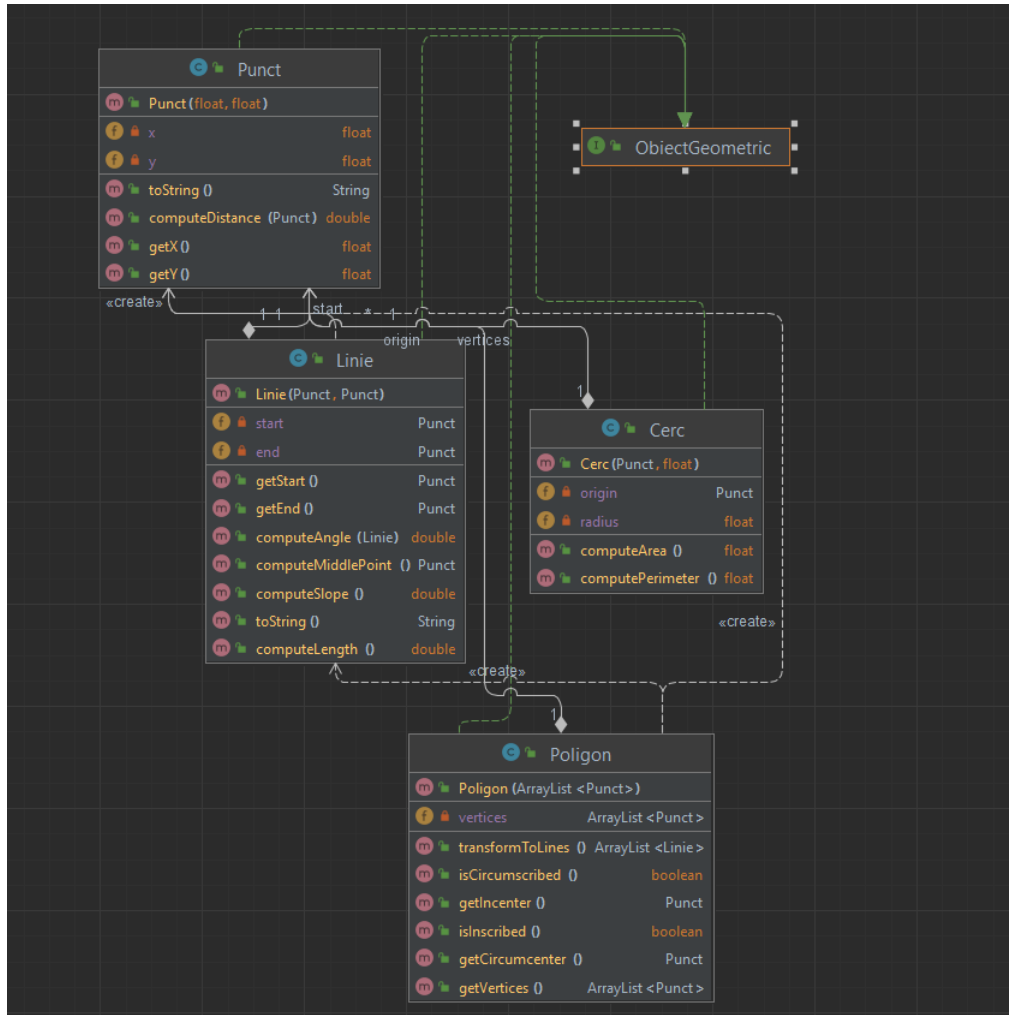 Punct
Punct(float, float)
x float
y float
toString() String
computeDistance (Punct) double
getX() float
getY() float
ObiectGeometric
«create»
1 1 start * 1
origin vertices
Linie
Linie(Punct, Punct)
start Punct
end Punct
getStart() Punct
getEnd() Punct
computeAngle (Linie) double
computeMiddlePoint () Punct
computeSlope () double
toString() String
computeLength () double
1
Cerc
Cerc(Punct, float)
origin Punct
radius float
computeArea () float
computePerimeter () float
«create»
«create»
1
Poligon
Poligon(ArrayList <Punct>)
vertices ArrayList <Punct>
transformToLines () ArrayList <Linie>
isCircumscribed () boolean
getIncenter () Punct
isInscribed () boolean
getCircumcenter () Punct
getVertices () ArrayList <Punct>